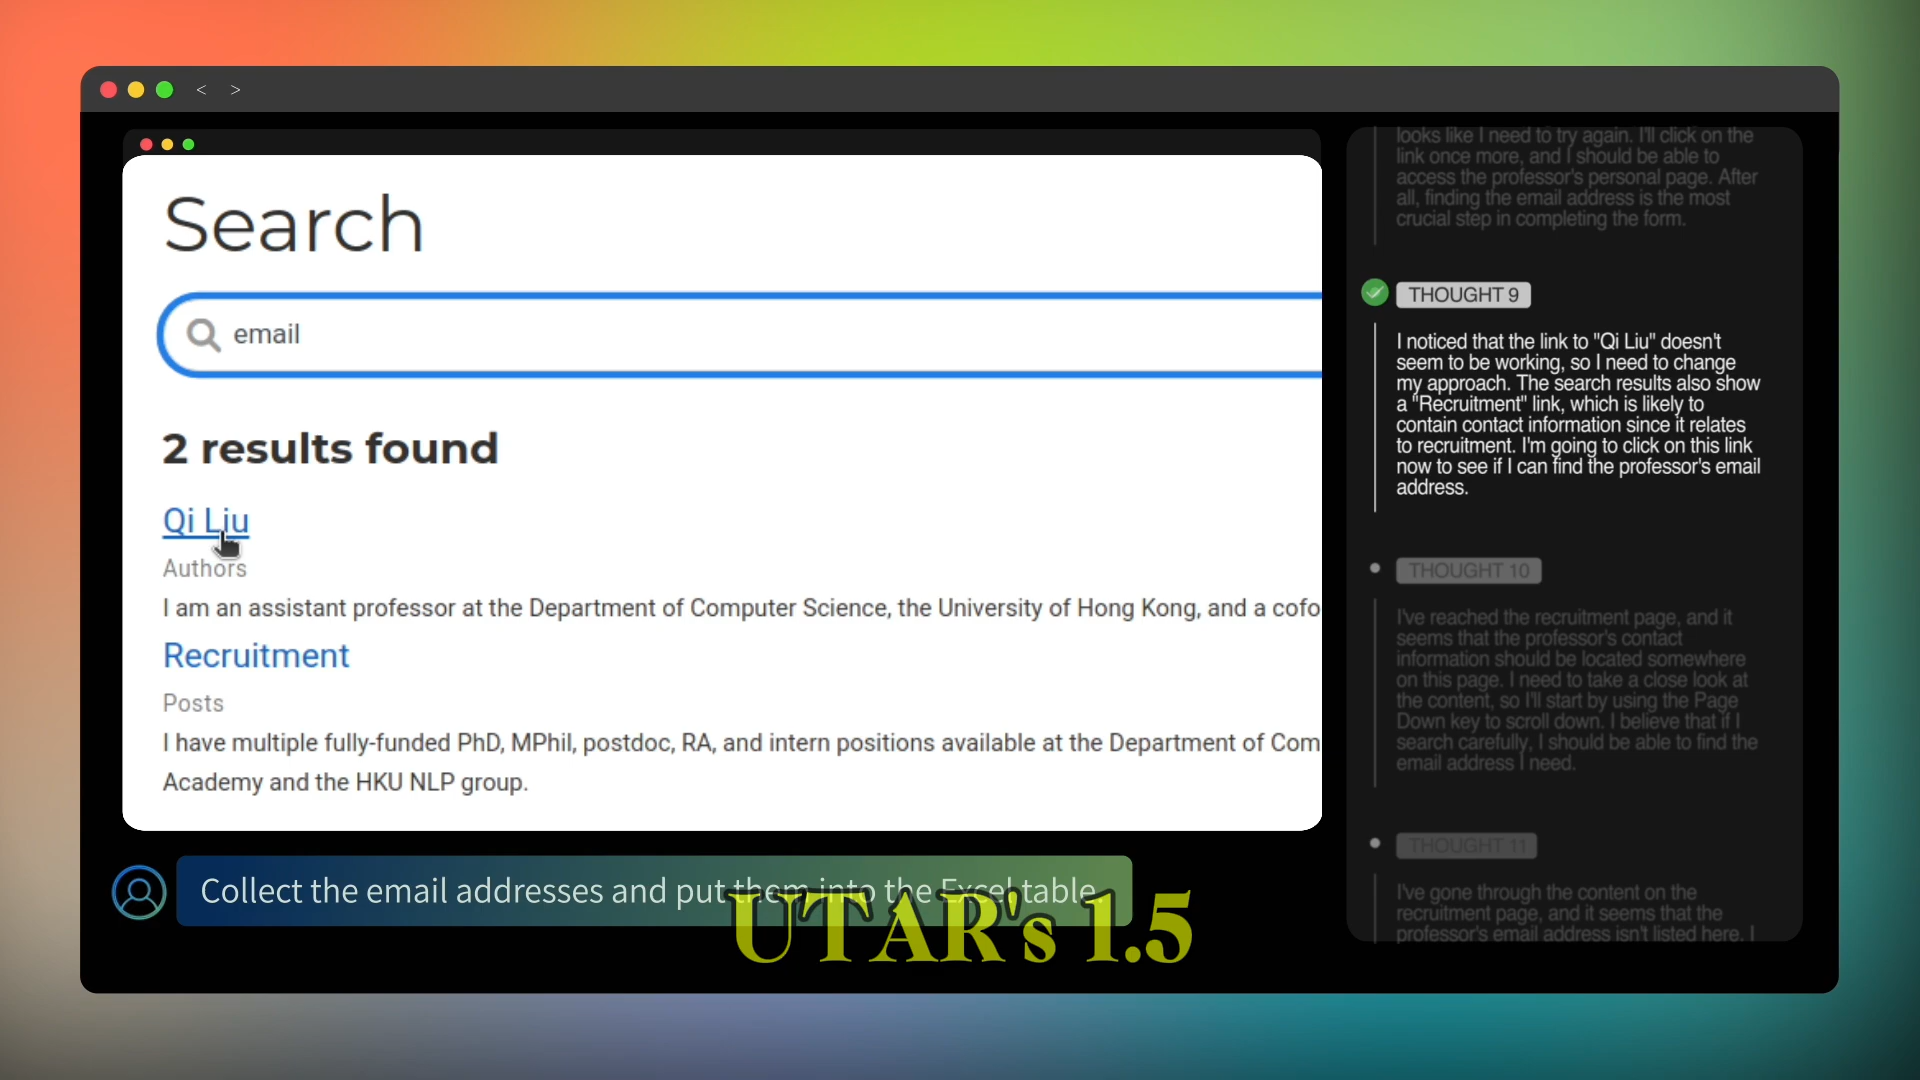 < >
Search
email
2 results found
Qi Liu
Authors
I am an assistant professor at the Department of Computer Science, the University of Hong Kong, and a cofo
Recruitment
Posts
I have multiple fully-funded PhD, MPhil, postdoc, RA, and intern positions available at the Department of Com
Academy and the HKU NLP group.
Collect the email addresses and put them into the Excel table.
UTAR's 1.5
looks like I need to try again. I'll click on the
link once more, and I should be able to
access the professor's personal page. After
all, finding the email address is the most
crucial step in completing the form.
THOUGHT 9
I noticed that the link to "Qi Liu" doesn't
seem to be working, so I need to change
my approach. The search results also show
a "Recruitment" link, which is likely to
contain contact information since it relates
to recruitment. I'm going to click on this link
now to see if I can find the professor's email
address.
THOUGHT 10
I've reached the recruitment page, and it
seems that the professor's contact
information should be located somewhere
on this page. I need to take a close look at
the content, so I'll start by using the Page
Down key to scroll down. I believe that if I
search carefully, I should be able to find the
email address I need.
THOUGHT 11
I've gone through the content on the
recruitment page, and it seems that the
professor's email address isn't listed here. I